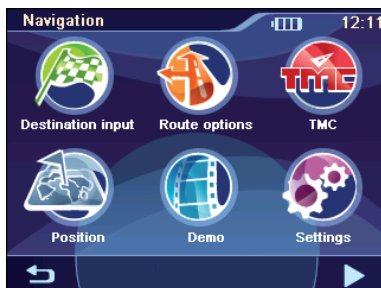 Navigation 12:11
TMC
Destination input Route options TMC
Position Demo Settings